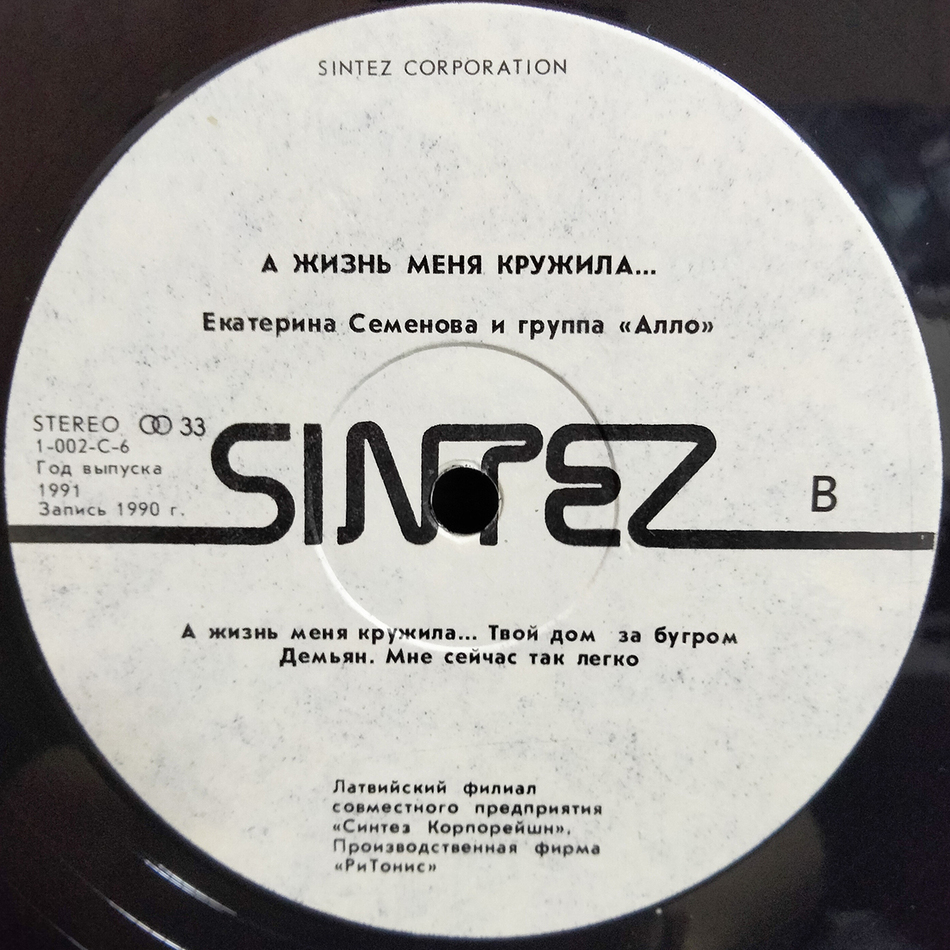 SINTEZ CORPORATION
А ЖИЗНЬ МЕНЯ КРУЖИЛА...
Екатерина Семенова и группа «Алло»
STEREO 33
1-002-С-6
Год выпуска
1991
Запись 1990 г.
SINTEZ
B
А жизнь меня кружила... Твой дом за бугром
Демьян. Мне сейчас так легко
Латвийский филиал
совместного предприятия
«Синтез Корпорейшн».
Производственная фирма
«РиТонис»